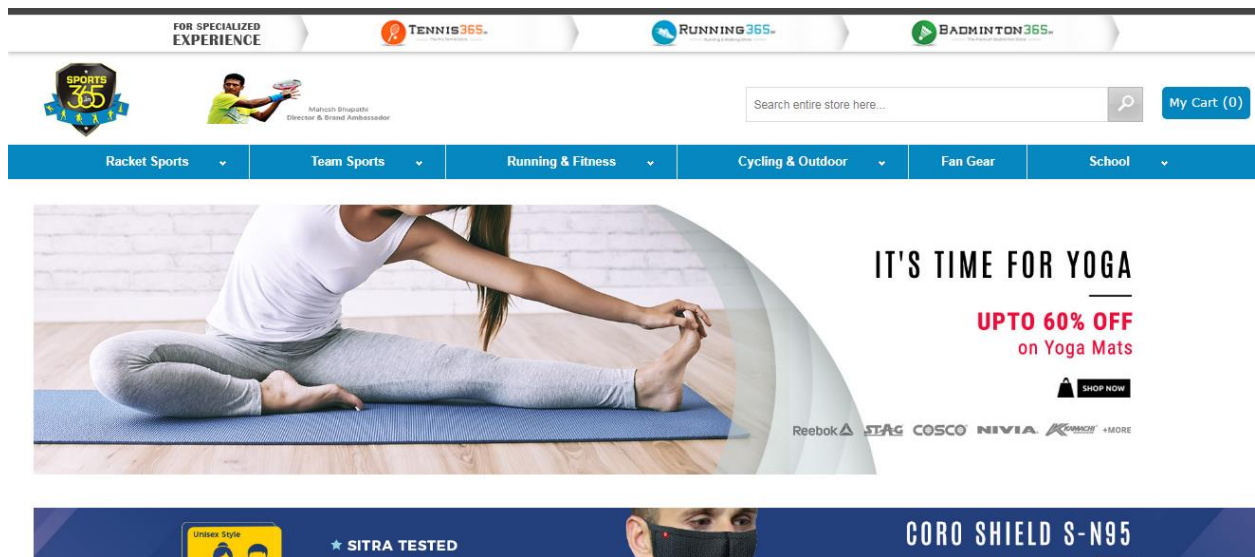 FOR SPECIALIZED
EXPERIENCE
TENNIS365
RUNNING365
BADMINTON365
SPORTS
365
Mahesh Bhupathi
Director & Brand Ambassador
Search entire store here...
My Cart (0)
Racket Sports
Team Sports
Running & Fitness
Cycling & Outdoor
Fan Gear
School
IT'S TIME FOR YOGA
UPTO 60% OFF
on Yoga Mats
SHOP NOW
Reebok STAG COSCO NIVIA KAMACHI +MORE
Unisex Style
SITRA TESTED
CORO SHIELD S-N95